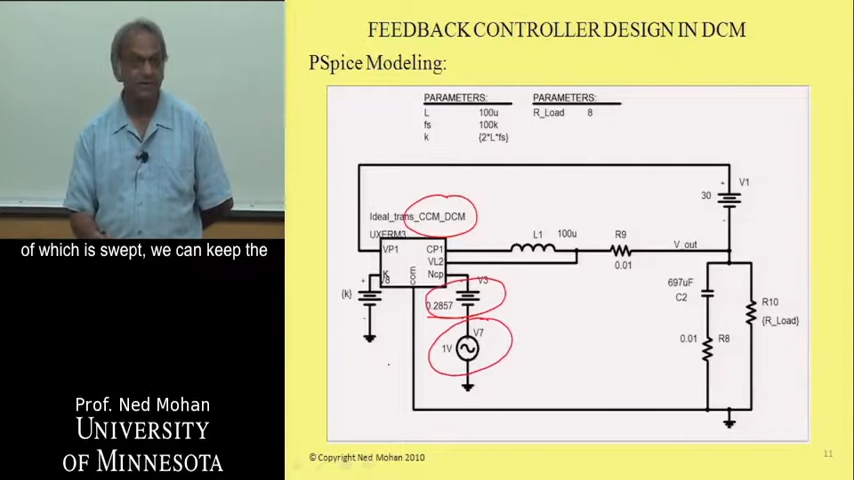 FEEDBACK CONTROLLER DESIGN IN DCM
PSpice Modeling:
PARAMETERS:
L 100u
fs 100k
k {2*L*fs}
PARAMETERS:
R_Load 8
Ideal_trans_CCM_DCM
UXERM3
VP1
CP1
VL2
Ncp
K
COM
V8
{k}
V3
0.2857
V7
1V
L1
100u
R9
0.01
V_out
30
V1
697uF
C2
0.01
R8
R10
{R_Load}
of which is swept, we can keep the
Prof. Ned Mohan
UNIVERSITY
OF MINNESOTA
© Copyright Ned Mohan 2010
11